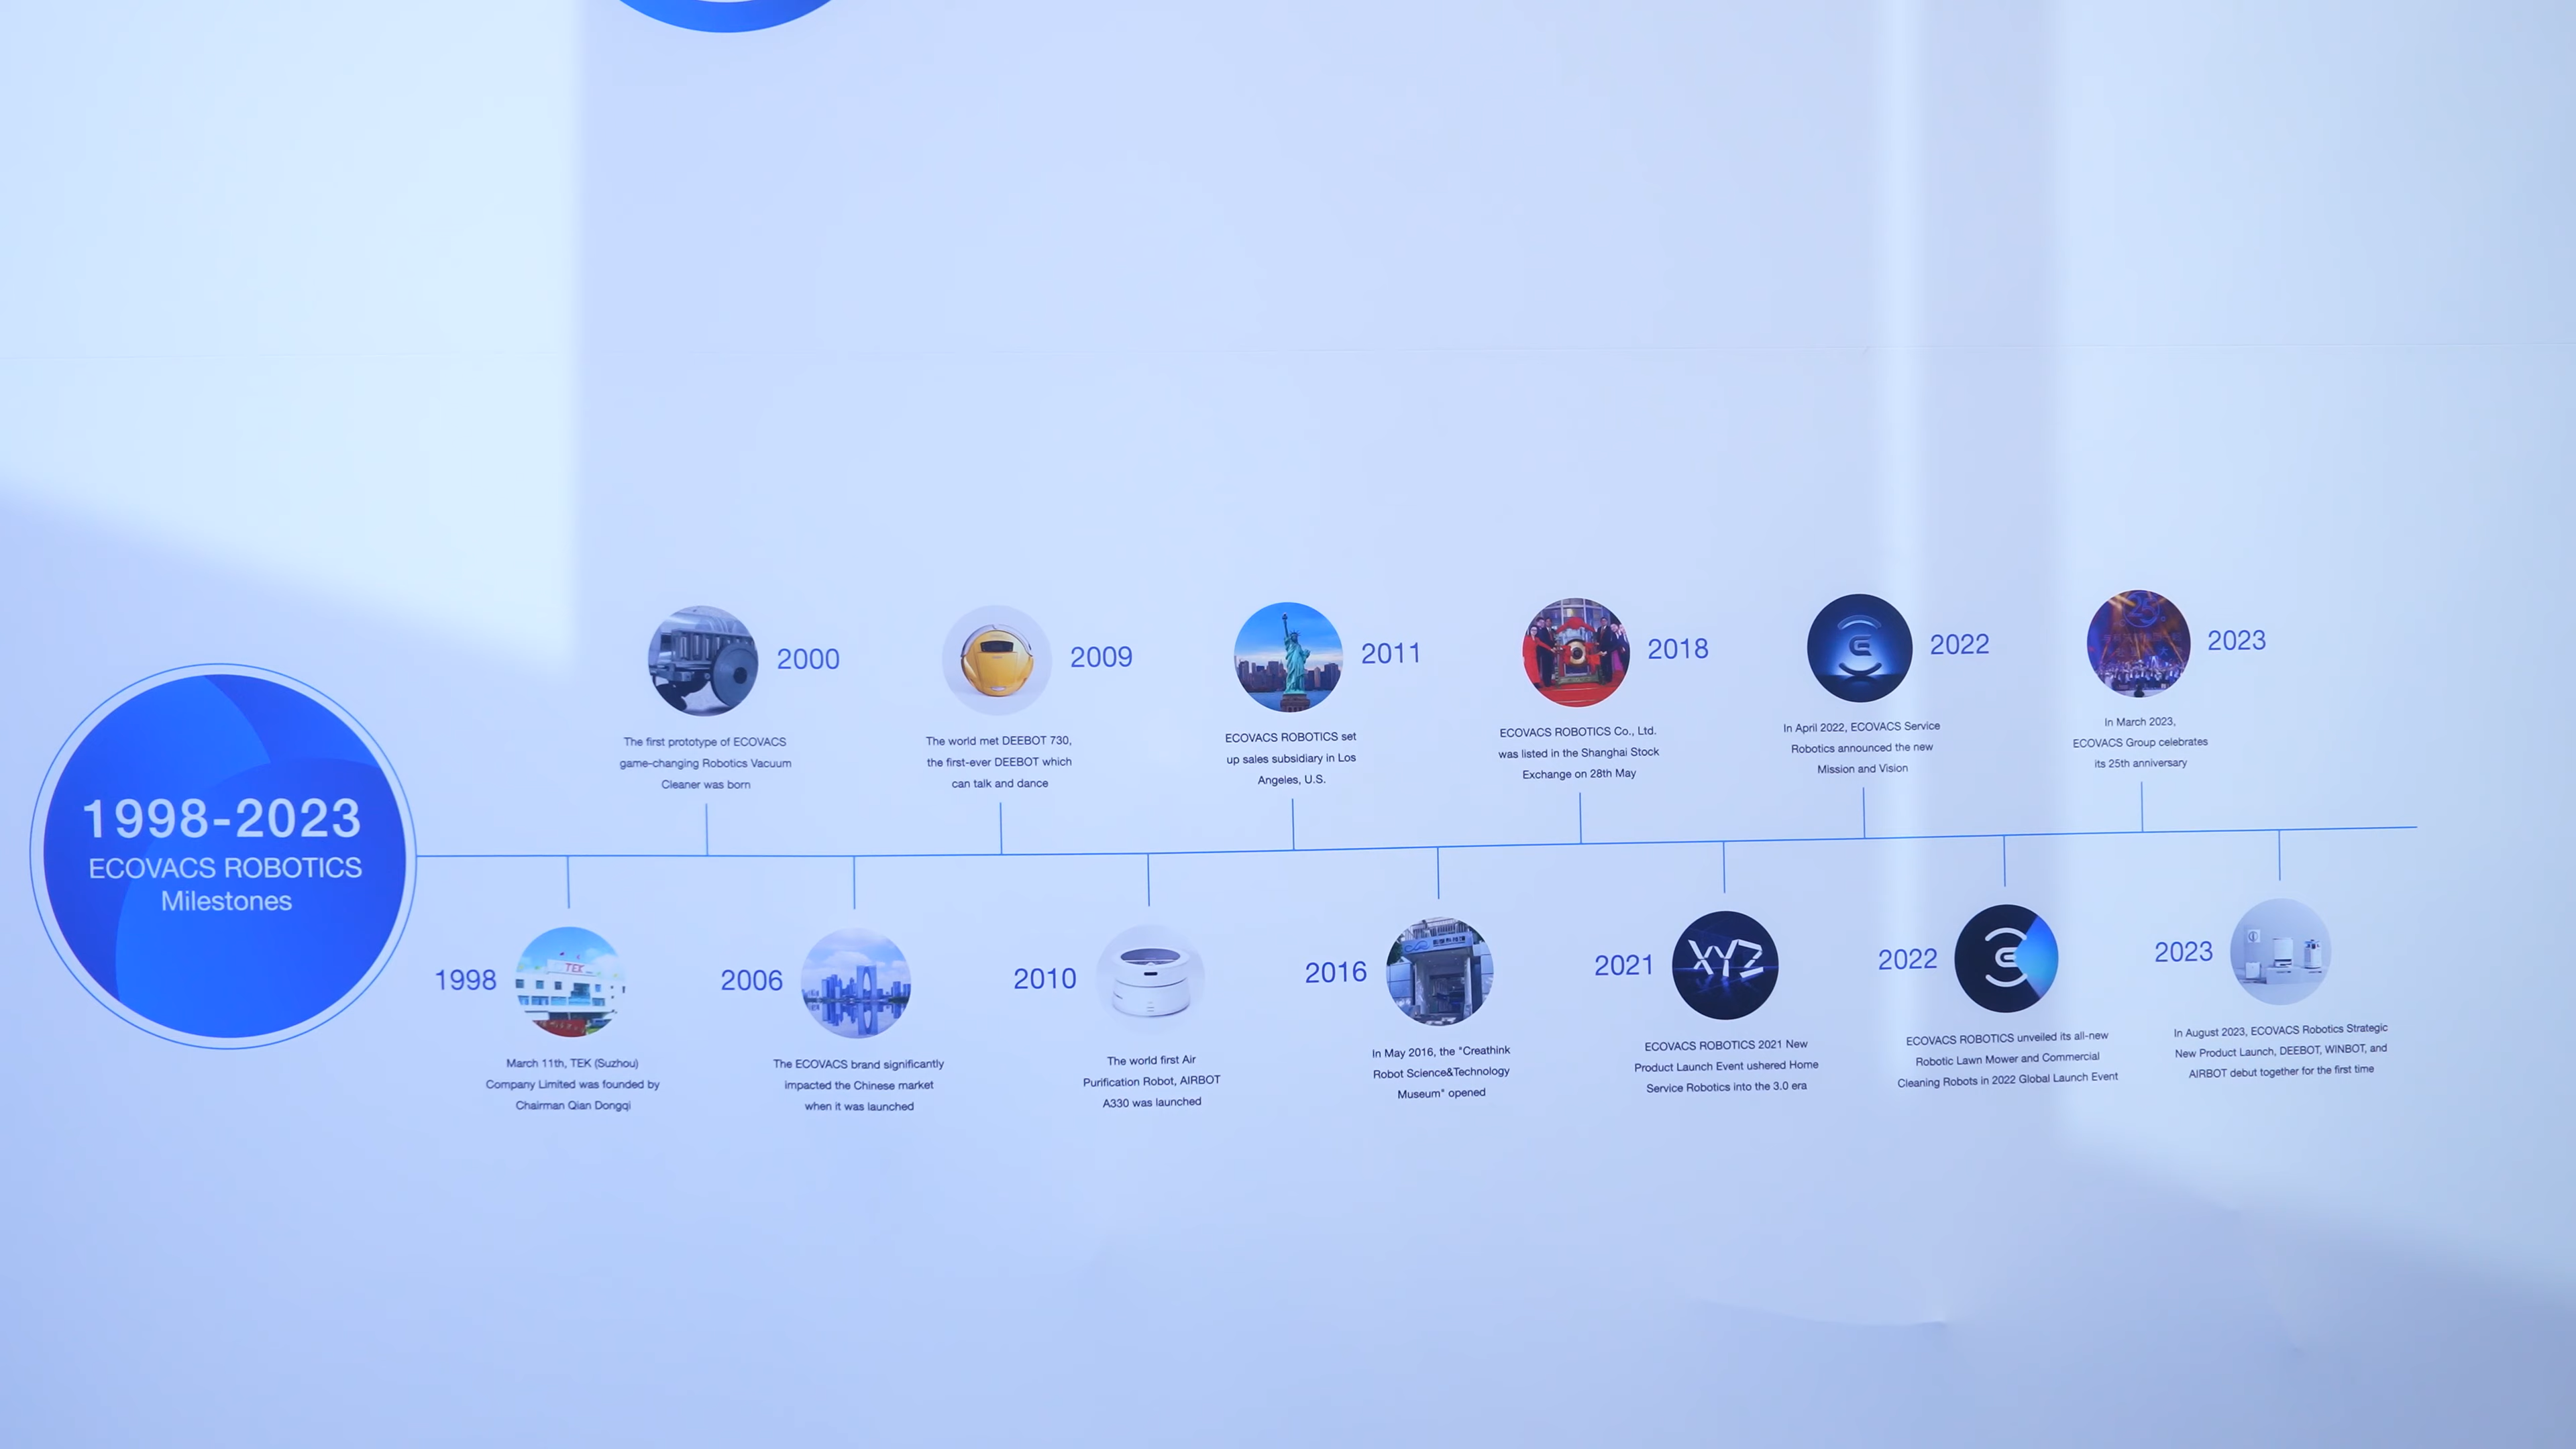 1998-2023
ECOVACS ROBOTICS
Milestones
1998
TEK
March 11th, TEK (Suzhou)
Company Limited was founded by
Chairman Qian Dongqi
2000
The first prototype of ECOVACS
game-changing Robotics Vacuum
Cleaner was born
2006
The ECOVACS brand significantly
impacted the Chinese market
when it was launched
2009
The world met DEEBOT 730,
the first-ever DEEBOT which
can talk and dance
2010
The world first Air
Purification Robot, AIRBOT
A330 was launched
2011
ECOVACS ROBOTICS set
up sales subsidiary in Los
Angeles, U.S.
2016
In May 2016, the "Creathink
Robot Science&Technology
Museum" opened
2018
ECOVACS ROBOTICS Co., Ltd.
was listed in the Shanghai Stock
Exchange on 28th May
2021
XYZ
ECOVACS ROBOTICS 2021 New
Product Launch Event ushered Home
Service Robotics into the 3.0 era
2022
In April 2022, ECOVACS Service
Robotics announced the new
Mission and Vision
2022
ECOVACS ROBOTICS unveiled its all-new
Robotic Lawn Mower and Commercial
Cleaning Robots in 2022 Global Launch Event
2023
25
In March 2023,
ECOVACS Group celebrates
its 25th anniversary
2023
In August 2023, ECOVACS Robotics Strategic
New Product Launch, DEEBOT, WINBOT, and
AIRBOT debut together for the first time